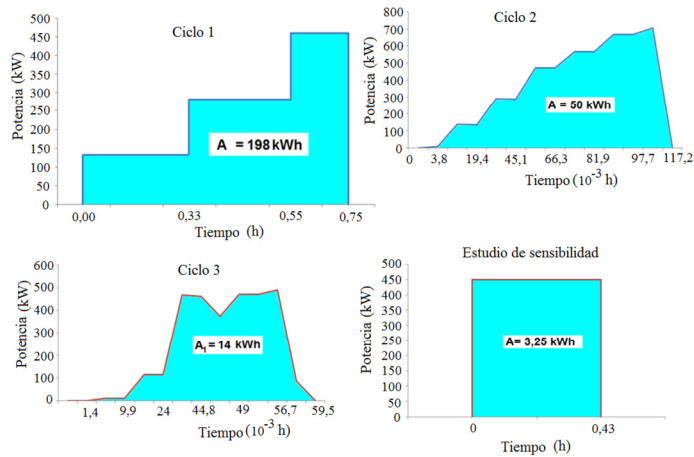 Ciclo 1
Potencia (kW)
500
450
400
350
300
250
200
150
100
50
0
A = 198 kWh
0,00 0,33 0,55 0,75
Tiempo (h)
Ciclo 2
Potencia (kW)
800
700
600
500
400
300
200
100
0
A = 50 kWh
0 3,8 19,4 45,1 66,3 81,9 97,7 117,2
Tiempo (10⁻³ h)
Ciclo 3
Potencia (kW)
600
500
400
300
200
100
0
A₁ = 14 kWh
1,4 9,9 24 44,8 49 56,7 59,5
Tiempo (10⁻³ h)
Estudio de sensibilidad
Potencia (kW)
500
450
400
350
300
250
200
150
100
50
0
A= 3,25 kWh
0 0,43
Tiempo (h)